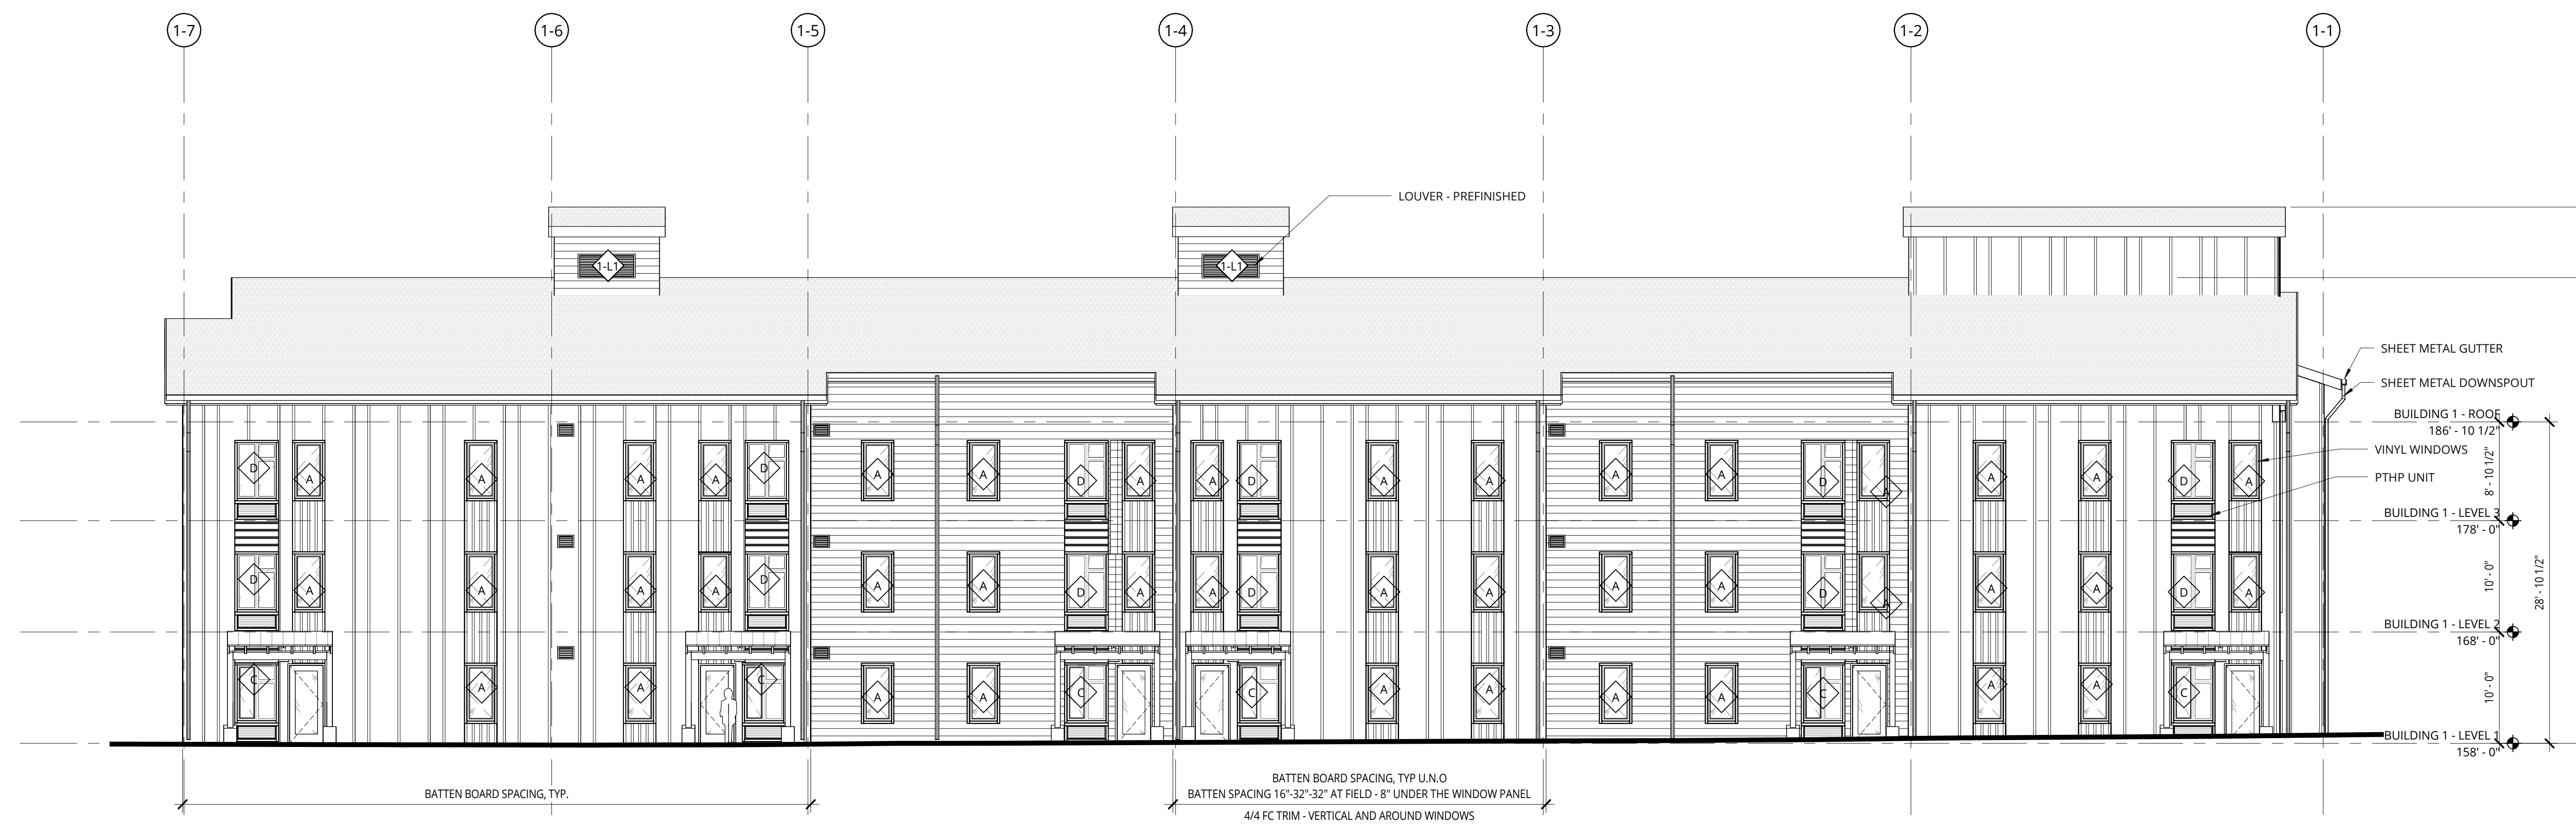 1-7 1-6 1-5 1-4 1-3 1-2 1-1
LOUVER - PREFINISHED
1-L1 1-L1
SHEET METAL GUTTER
SHEET METAL DOWNSPOUT
BUILDING 1 - ROOF
186' - 10 1/2"
VINYL WINDOWS
8' - 10 1/2"
PTHP UNIT
D A A A A D A A D A A D A A A A D A A A D A
BUILDING 1 - LEVEL 3
178' - 0"
10' - 0"
28' - 10 1/2"
D A A A A D A A D A A D A A A A D A A A D A
BUILDING 1 - LEVEL 2
168' - 0"
10' - 0"
C A A C A A C C A A A A C A A C
BUILDING 1 - LEVEL 1
158' - 0"
BATTEN BOARD SPACING, TYP.
BATTEN BOARD SPACING, TYP U.N.O
BATTEN SPACING 16"-32"-32" AT FIELD - 8" UNDER THE WINDOW PANEL
4/4 FC TRIM - VERTICAL AND AROUND WINDOWS